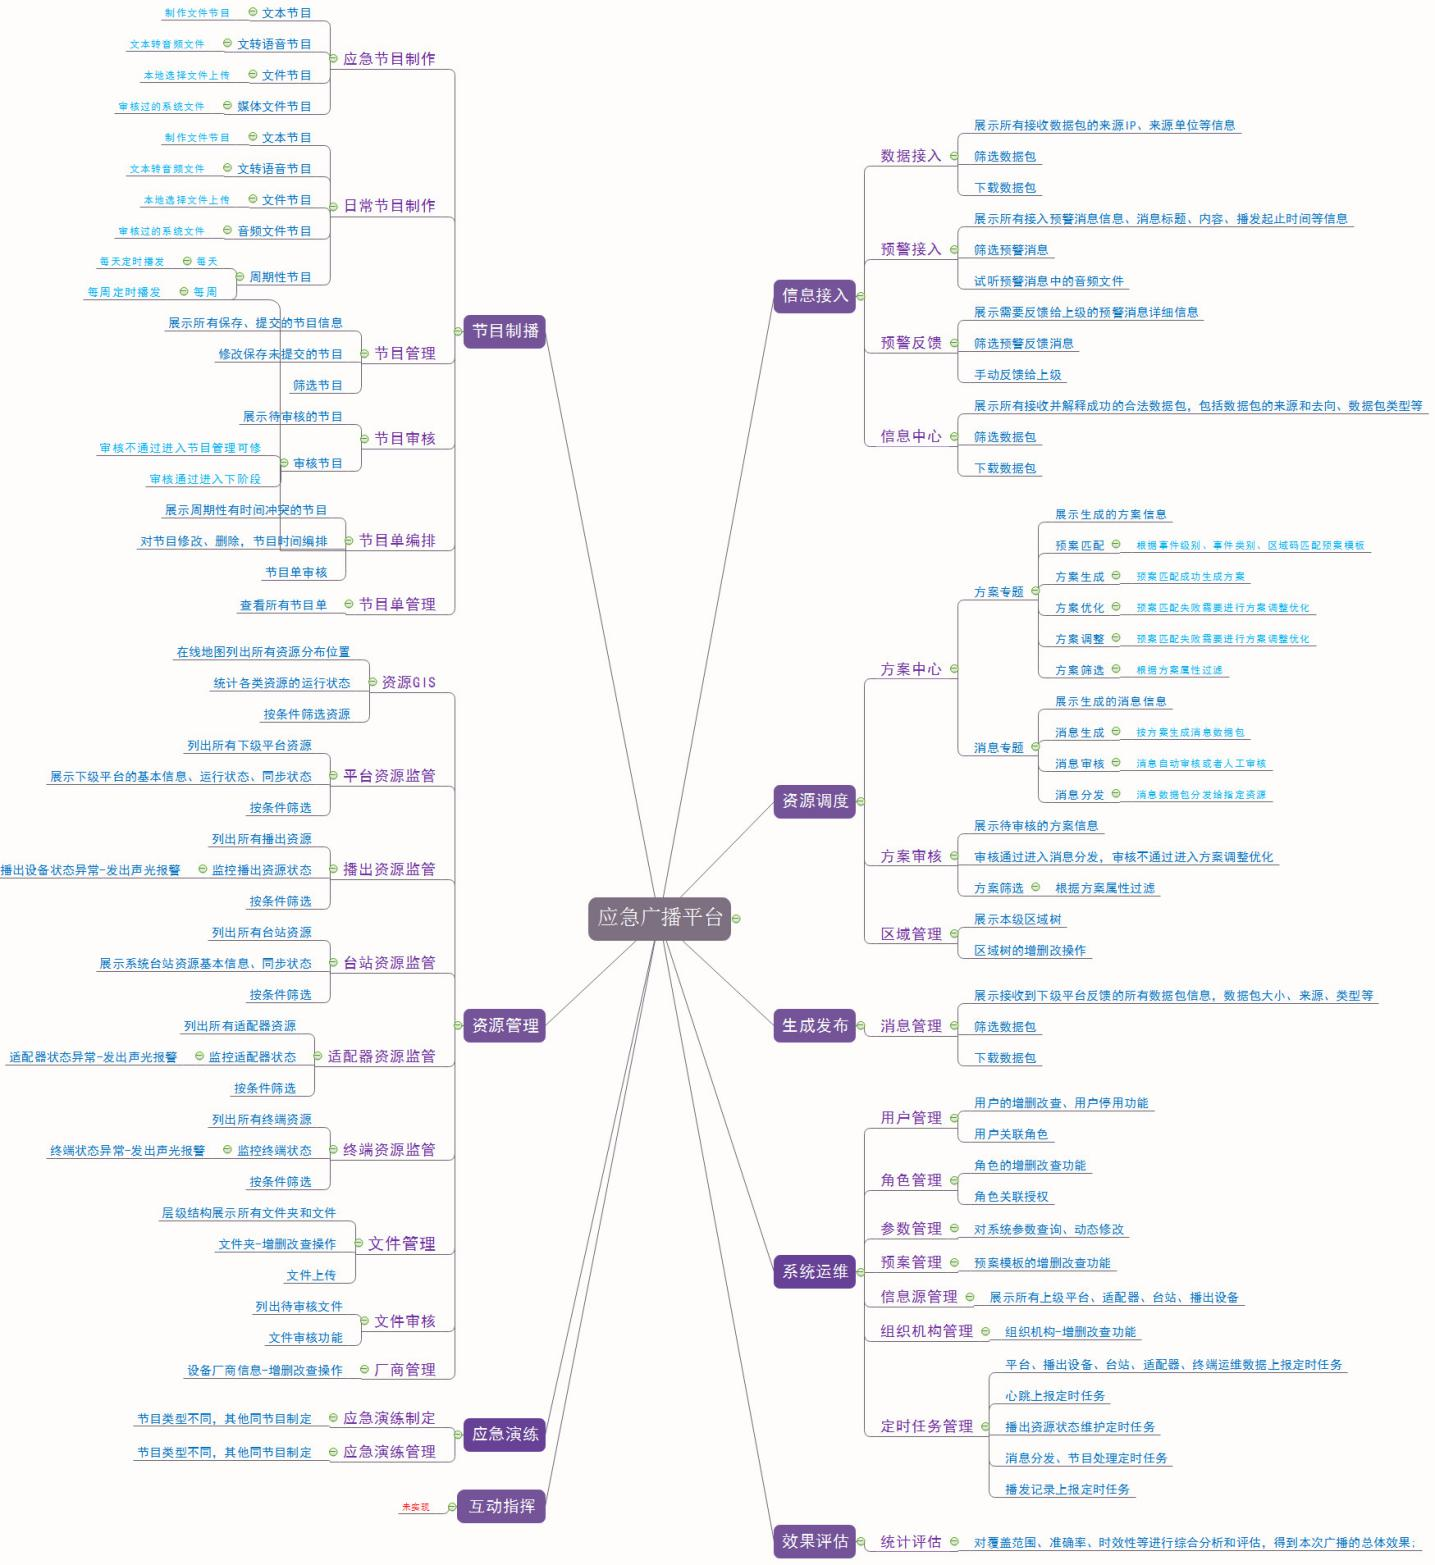 应急广播平台
节目制播
应急节目制作
文本节目
制作文件节目
文转语音节目
文本转音频文件
文件节目
本地选择文件上传
媒体文件节目
审核过的系统文件
日常节目制作
文本节目
制作文件节目
文转语音节目
文本转音频文件
文件节目
本地选择文件上传
音频文件节目
审核过的系统文件
周期性节目
每天
每天定时播发
每周
每周定时播发
节目管理
展示所有保存、提交的节目信息
修改保存未提交的节目
筛选节目
节目审核
展示待审核的节目
审核节目
审核不通过进入节目管理可修
审核通过进入下阶段
节目单编排
展示周期性有时间冲突的节目
对节目修改、删除，节目时间编排
节目单审核
节目单管理
查看所有节目单
资源管理
资源GIS
在线地图列出所有资源分布位置
统计各类资源的运行状态
按条件筛选资源
平台资源监管
列出所有下级平台资源
展示下级平台的基本信息、运行状态、同步状态
按条件筛选
播出资源监管
列出所有播出资源
监控播出资源状态
播出设备状态异常-发出声光报警
按条件筛选
台站资源监管
列出所有台站资源
展示系统台站资源基本信息、同步状态
按条件筛选
适配器资源监管
列出所有适配器资源
监控适配器状态
适配器状态异常-发出声光报警
按条件筛选
终端资源监管
列出所有终端资源
监控终端状态
终端状态异常-发出声光报警
按条件筛选
文件管理
层级结构展示所有文件夹和文件
文件夹-增删改查操作
文件上传
文件审核
列出待审核文件
文件审核功能
厂商管理
设备厂商信息-增删改查操作
应急演练
应急演练制定
节目类型不同，其他同节目制定
应急演练管理
节目类型不同，其他同节目制定
互动指挥
未实现
信息接入
数据接入
展示所有接收数据包的来源IP、来源单位等信息
筛选数据包
下载数据包
预警接入
展示所有接入预警消息信息、消息标题、内容、播发起止时间等信息
筛选预警消息
试听预警消息中的音频文件
预警反馈
展示需要反馈给上级的预警消息详细信息
筛选预警反馈消息
手动反馈给上级
信息中心
展示所有接收并解释成功的合法数据包，包括数据包的来源和去向、数据包类型等
筛选数据包
下载数据包
资源调度
方案中心
方案专题
展示生成的方案信息
预案匹配
根据事件级别、事件类别、区域码匹配预案模板
方案生成
预案匹配成功生成方案
方案优化
预案匹配失败需要进行方案调整优化
方案调整
预案匹配失败需要进行方案调整优化
方案筛选
根据方案属性过滤
消息专题
展示生成的消息信息
消息生成
按方案生成消息数据包
消息审核
消息自动审核或者人工审核
消息分发
消息数据包分发给指定资源
方案审核
展示待审核的方案信息
审核通过进入消息分发，审核不通过进入方案调整优化
方案筛选
根据方案属性过滤
区域管理
展示本级区域树
区域树的增删改操作
生成发布
消息管理
展示接收到下级平台反馈的所有数据包信息，数据包大小、来源、类型等
筛选数据包
下载数据包
系统运维
用户管理
用户的增删改查、用户停用功能
用户关联角色
角色管理
角色的增删改查功能
角色关联授权
参数管理
对系统参数查询、动态修改
预案管理
预案模板的增删改查功能
信息源管理
展示所有上级平台、适配器、台站、播出设备
组织机构管理
组织机构-增删改查功能
定时任务管理
平台、播出设备、台站、适配器、终端运维数据上报定时任务
心跳上报定时任务
播出资源状态维护定时任务
消息分发、节目处理定时任务
播发记录上报定时任务
效果评估
统计评估
对覆盖范围、准确率、时效性等进行综合分析和评估，得到本次广播的总体效果；